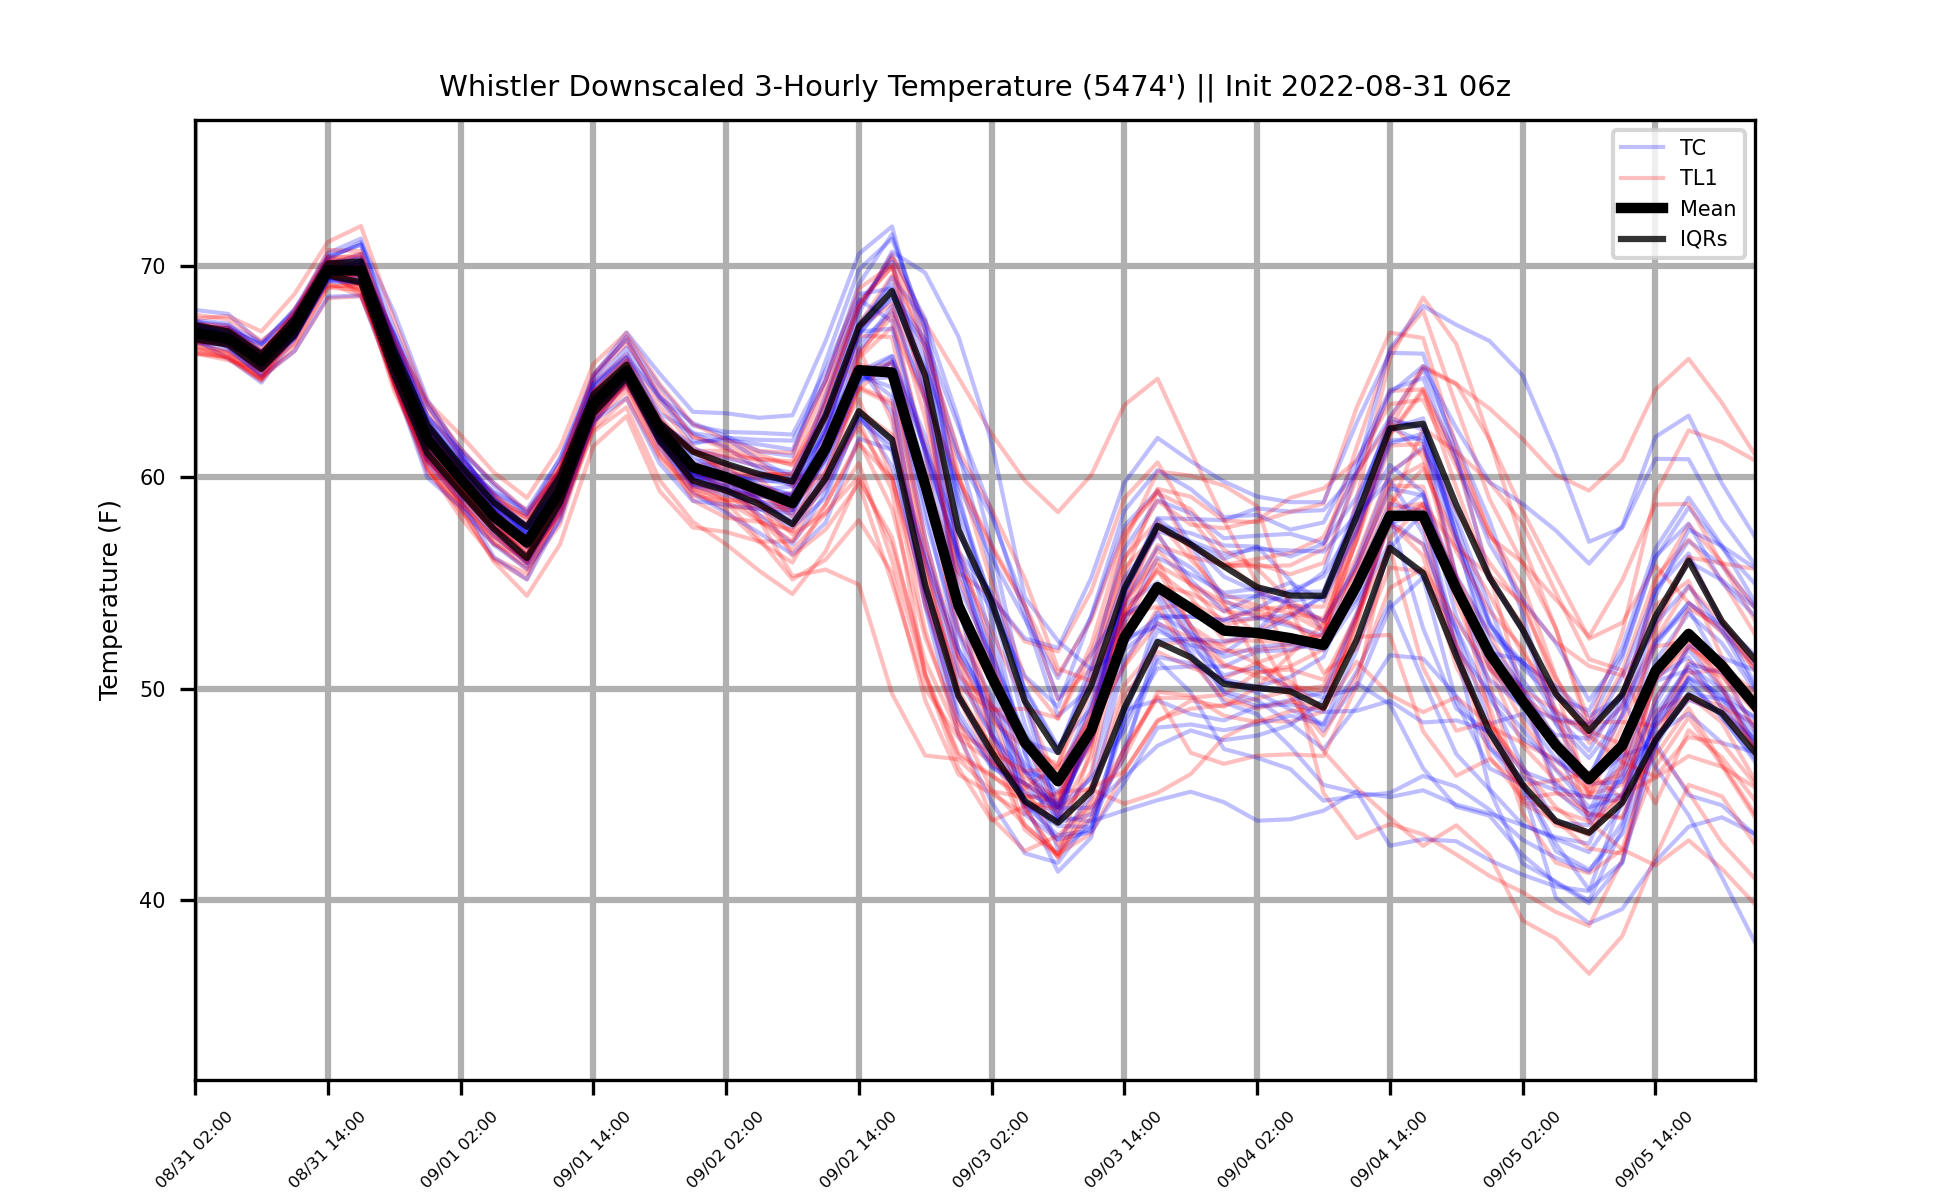 Whistler Downscaled 3-Hourly Temperature (5474') || Init 2022-08-31 06z
TC
TL1
Mean
IQRs
Temperature (F)
70
60
50
40
08/31 02:00
08/31 14:00
09/01 02:00
09/01 14:00
09/02 02:00
09/02 14:00
09/03 02:00
09/03 14:00
09/04 02:00
09/04 14:00
09/05 02:00
09/05 14:00